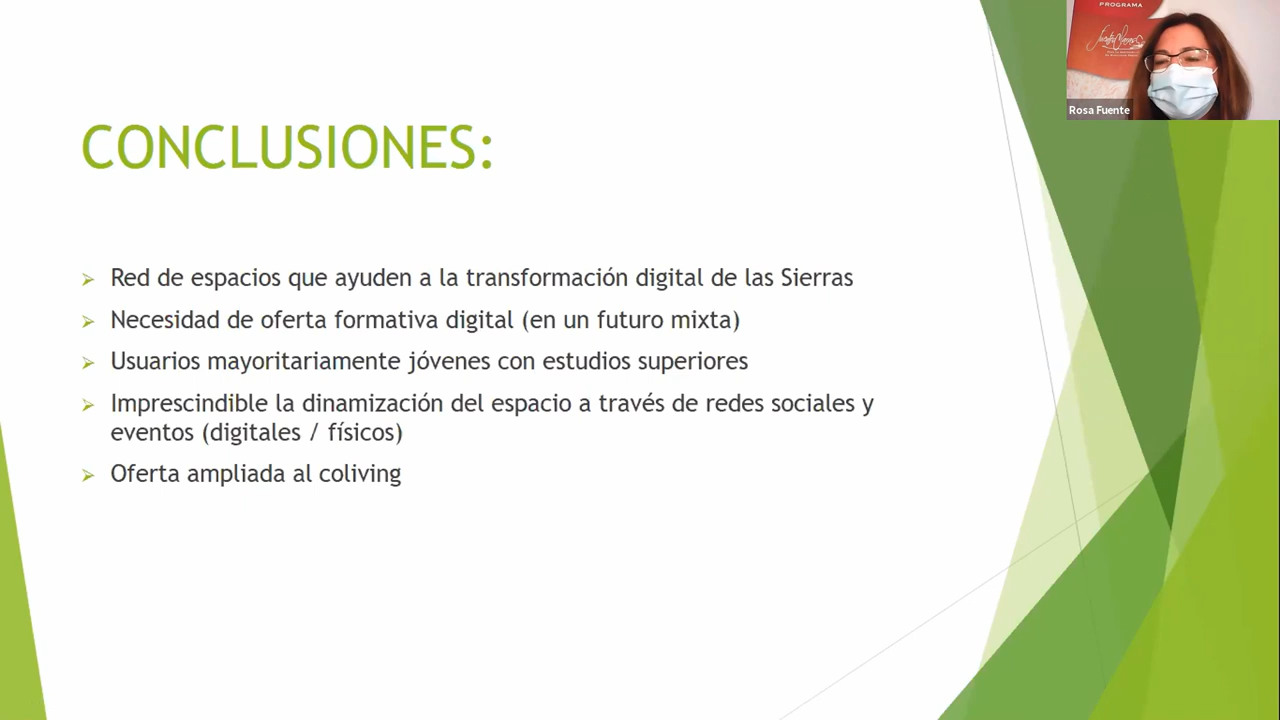 PROGRAMA
Rosa Fuente
CONCLUSIONES:
Red de espacios que ayuden a la transformación digital de las Sierras
Necesidad de oferta formativa digital (en un futuro mixta)
Usuarios mayoritariamente jóvenes con estudios superiores
Imprescindible la dinamización del espacio a través de redes sociales y
eventos (digitales / físicos)
Oferta ampliada al coliving